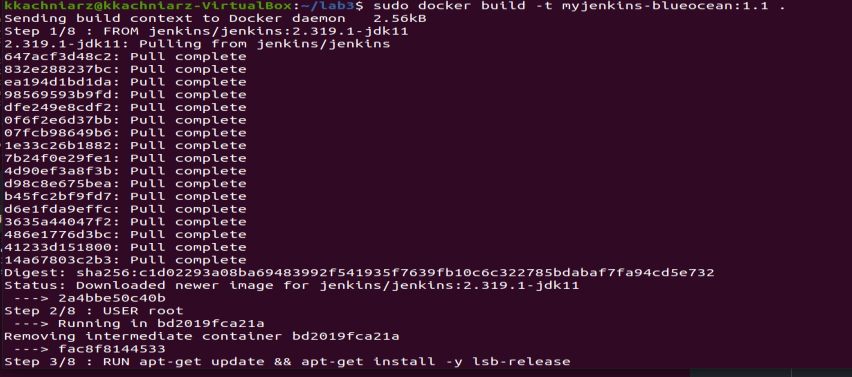 kkachniarz@kkachniarz-VirtualBox:~/lab3$ sudo docker build -t myjenkins-blueocean:1.1 .
Sending build context to Docker daemon   2.56kB
Step 1/8 : FROM jenkins/jenkins:2.319.1-jdk11
2.319.1-jdk11: Pulling from jenkins/jenkins
647acf3d48c2: Pull complete
832e288237bc: Pull complete
ea194d1bd1da: Pull complete
98569593b9fd: Pull complete
dfe249e8cdf2: Pull complete
0f6f2e6d37bb: Pull complete
07fcb98649b6: Pull complete
1e33c26b1882: Pull complete
7b24f0e29fe1: Pull complete
4d90ef3a8f3b: Pull complete
d98c8e675bea: Pull complete
b45fc2bf9fd7: Pull complete
d6e1fda9effc: Pull complete
3635a44047f2: Pull complete
486e1776d3bc: Pull complete
41233d151800: Pull complete
14a67803c2b3: Pull complete
Digest: sha256:c1d02293a08ba69483992f541935f7639fb10c6c322785bdabaf7fa94cd5e732
Status: Downloaded newer image for jenkins/jenkins:2.319.1-jdk11
 ---> 2a4bbe50c40b
Step 2/8 : USER root
 ---> Running in bd2019fca21a
Removing intermediate container bd2019fca21a
 ---> fac8f8144533
Step 3/8 : RUN apt-get update && apt-get install -y lsb-release